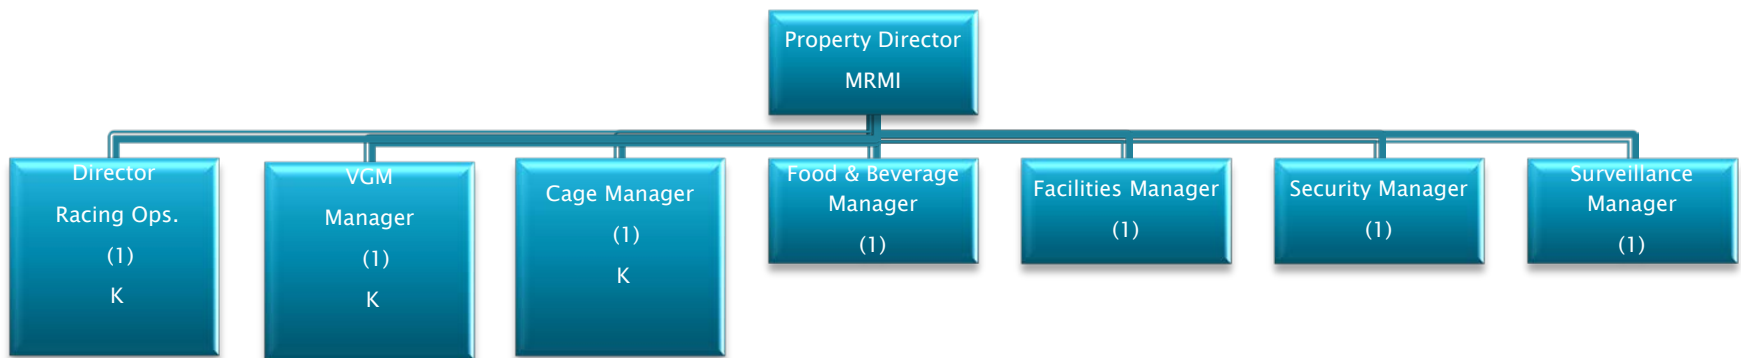 Property Director
MRMI
Director
Racing Ops.
(1)
K
VGM
Manager
(1)
K
Cage Manager
(1)
K
Food & Beverage
Manager
(1)
Facilities Manager
(1)
Security Manager
(1)
Surveillance
Manager
(1)